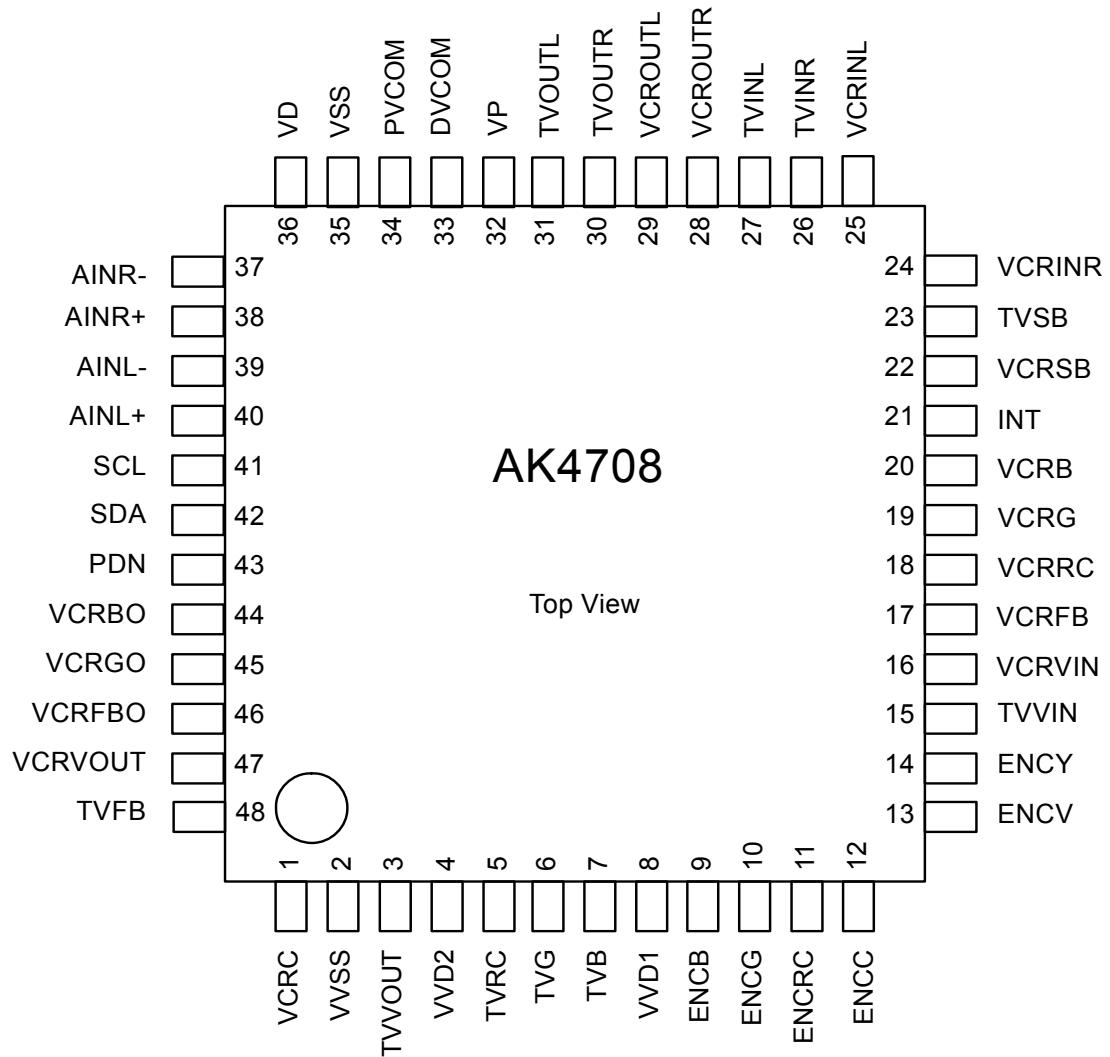 VD
VSS
PVCOM
DVCOM
VP
TVOUTL
TVOUTR
VCROUTL
VCROUTR
TVINL
TVINR
VCRINL
36
35
34
33
32
31
30
29
28
27
26
25
AINR- 37
24 VCRINR
AINR+ 38
23 TVSB
AINL- 39
22 VCRSB
AINL+ 40
21 INT
SCL 41
AK4708
20 VCRB
SDA 42
19 VCRG
PDN 43
18 VCRRC
VCRBO 44
Top View
17 VCRFB
VCRGO 45
16 VCRVIN
VCRFBO 46
15 TVVIN
VCRVOUT 47
14 ENCY
TVFB 48
13 ENCV
1
2
3
4
5
6
7
8
9
10
11
12
VCRC
VVSS
TVVOUT
VVD2
TVRC
TVG
TVB
VVD1
ENCB
ENCG
ENCRC
ENCC